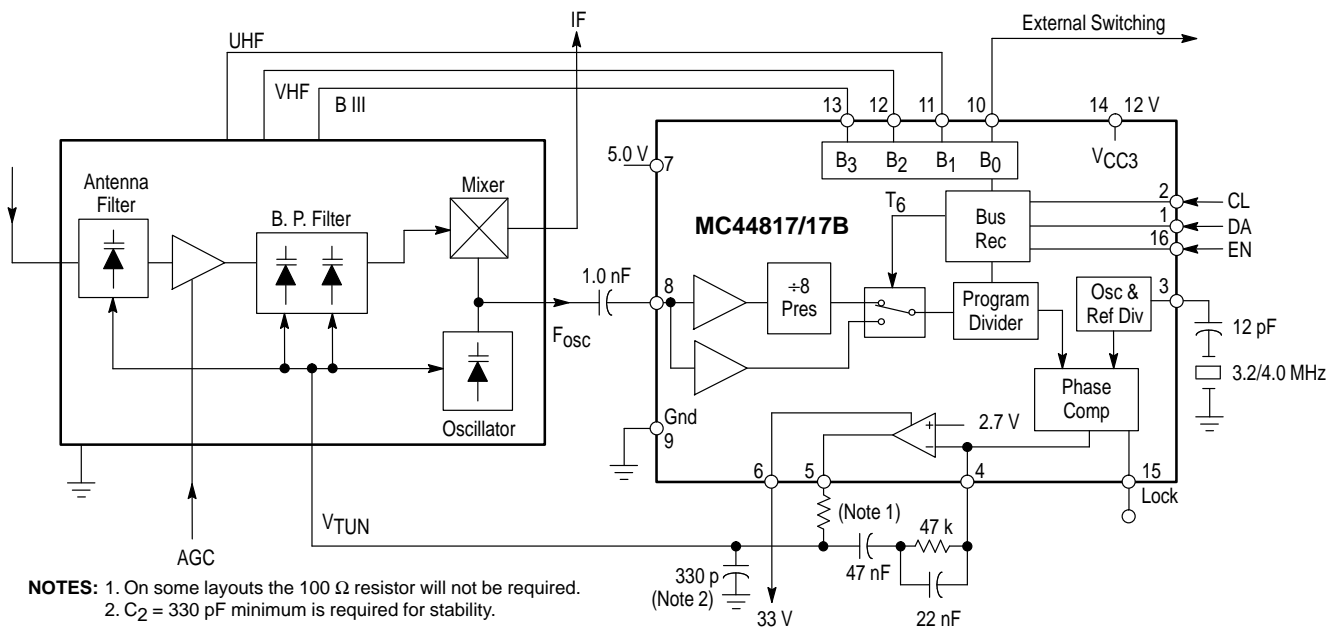 IF
External Switching
UHF
VHF
B III
13
12
11
10
14
12 V
5.0 V
7
B3
B2
B1
B0
VCC3
Antenna
Filter
Mixer
B. P. Filter
T6
MC44817/17B
Bus
Rec
2
CL
1
DA
16
EN
1.0 nF
8
÷8
Pres
Program
Divider
Osc &
Ref Div
3
12 pF
Fosc
3.2/4.0 MHz
Phase
Comp
Oscillator
Gnd
9
+
2.7 V
–
6
5
4
15
Lock
(Note 1)
47 k
VTUN
AGC
330 p
(Note 2)
47 nF
33 V
22 nF
NOTES: 1. On some layouts the 100 Ω resistor will not be required.
2. C2 = 330 pF minimum is required for stability.